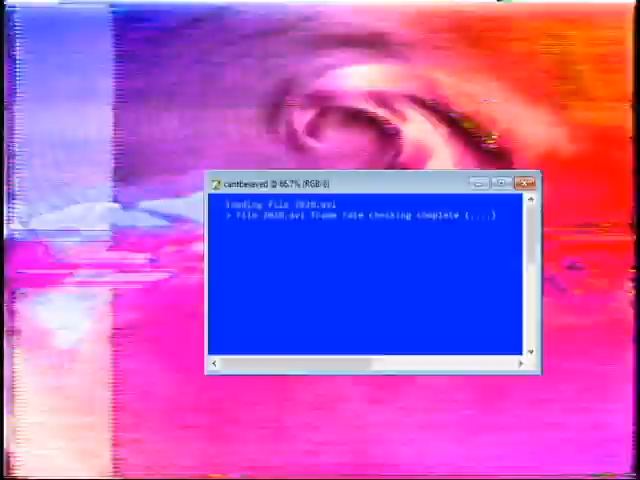 cantbesaved @ 66.7% (RGB/8)
loading file 2020.avi
> File 2020.avi frame rate checking complete (....)